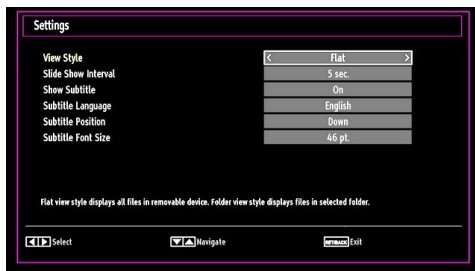 Settings
View Style < Flat >
Slide Show Interval 5 sec.
Show Subtitle On
Subtitle Language English
Subtitle Position Down
Subtitle Font Size 46 pt.
Flat view style displays all files in removable device. Folder view style displays files in selected folder.
Select Navigate RET/BACK Exit